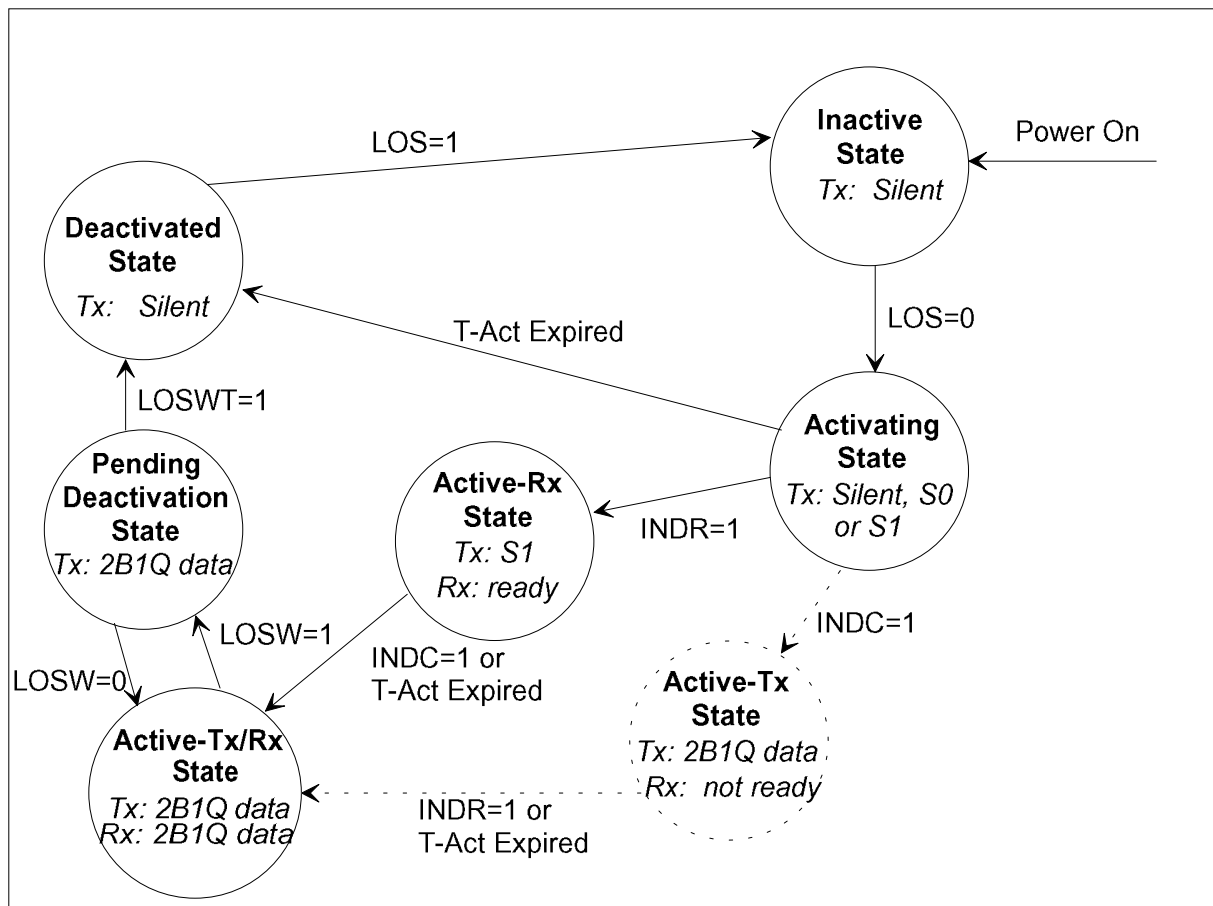 Inactive
State
Tx: Silent
Power On
LOS=1
Deactivated
State
Tx: Silent
LOS=0
T-Act Expired
LOSWT=1
Activating
State
Tx: Silent, S0
or S1
Pending
Deactivation
State
Tx: 2B1Q data
Active-Rx
State
Tx: S1
Rx: ready
INDR=1
INDC=1
LOSW=1
LOSW=0
INDC=1 or
T-Act Expired
Active-Tx
State
Tx: 2B1Q data
Rx: not ready
Active-Tx/Rx
State
Tx: 2B1Q data
Rx: 2B1Q data
INDR=1 or
T-Act Expired